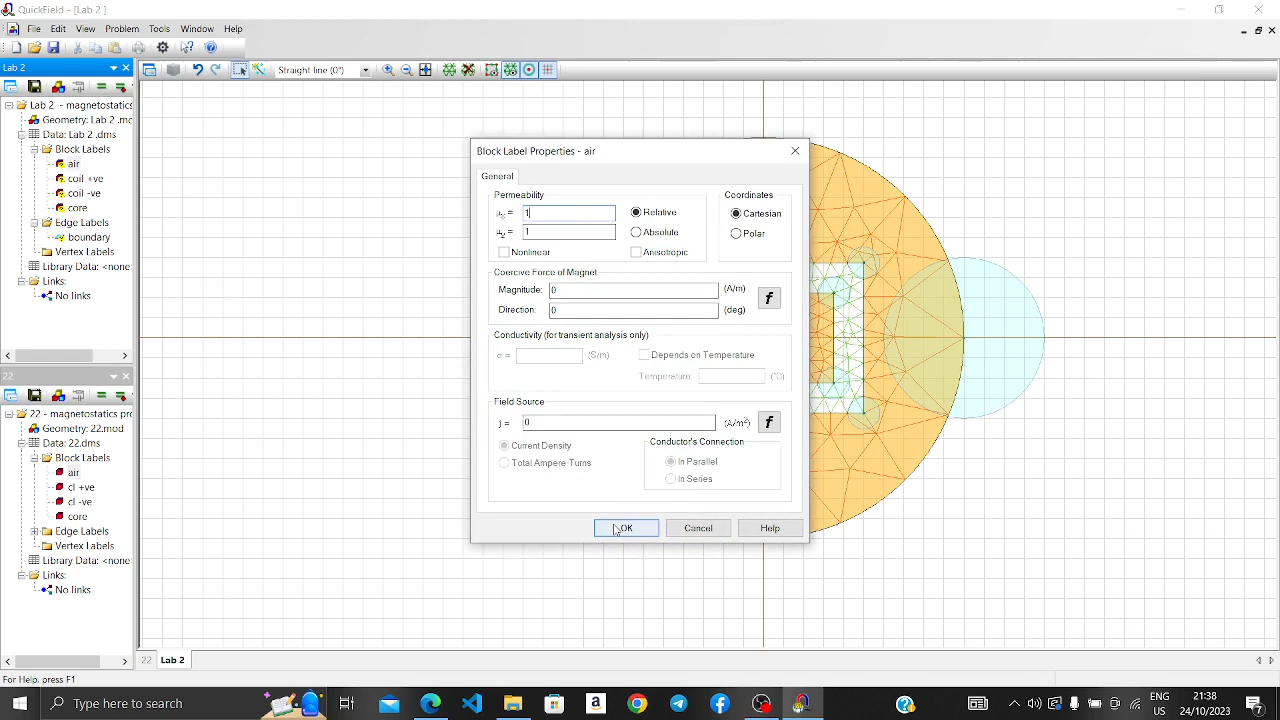 QuickField - [Lab 2 ]
File Edit View Problem Tools Window Help
Lab 2
Straight line (0°)
Lab 2 - magnetostatics
Geometry: Lab 2 .mo
Data: Lab 2 .dms
Block Labels
air
coil +ve
coil -ve
core
Edge Labels
boundary
Vertex Labels
Library Data: <none
Links:
No links
22
22 - magnetostatics pro
Geometry: 22.mod
Data: 22.dms
Block Labels
air
cl +ve
cl -ve
core
Edge Labels
Vertex Labels
Library Data: <none
Links:
No links
Block Label Properties - air
General
Permeability
= 1
= 1
Relative
Absolute
Nonlinear
Anisotropic
Coordinates
Cartesian
Polar
Coercive Force of Magnet
Magnitude: 0 (A/m)
Direction: 0 (deg)
f
Conductivity (for transient analysis only)
σ = (S/m)
Depends on Temperature
Temperature: (°C)
Field Source
j = 0 (A/m²)
f
Current Density
Total Ampere-Turns
Conductor's Connection
In Parallel
In Series
OK Cancel Help
22 Lab 2
For Help, press F1
Type here to search
ENG
US
21:38
24/10/2023